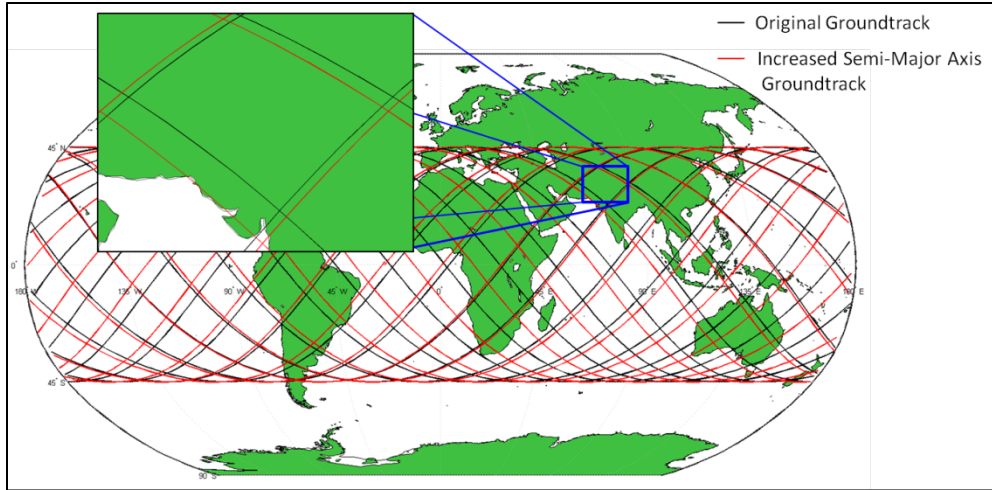 Original Groundtrack
Increased Semi-Major Axis
Groundtrack
45° N
0°
180° W
135° W
90° W
45° W
0°
45° E
90° E
135° E
180° E
45° S
90° S